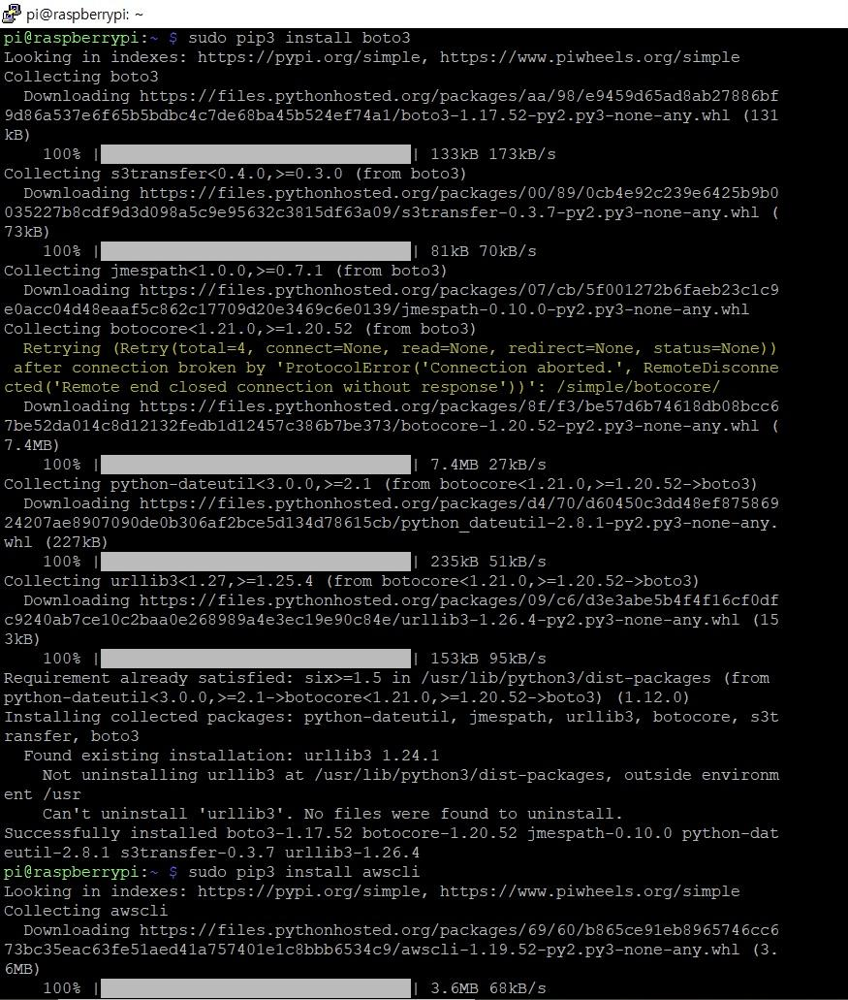 pi@raspberrypi: ~
pi@raspberrypi:~ $ sudo pip3 install boto3
Looking in indexes: https://pypi.org/simple, https://www.piwheels.org/simple
Collecting boto3
  Downloading https://files.pythonhosted.org/packages/aa/98/e9459d65ad8ab27886bf
9d86a537e6f65b5bdbc4c7de68ba45b524ef74a1/boto3-1.17.52-py2.py3-none-any.whl (131
kB)
    100% |████████████████████████████████| 133kB 173kB/s
Collecting s3transfer<0.4.0,>=0.3.0 (from boto3)
  Downloading https://files.pythonhosted.org/packages/00/89/0cb4e92c239e6425b9b0
035227b8cdf9d3d098a5c9e95632c3815df63a09/s3transfer-0.3.7-py2.py3-none-any.whl (
73kB)
    100% |████████████████████████████████| 81kB 70kB/s
Collecting jmespath<1.0.0,>=0.7.1 (from boto3)
  Downloading https://files.pythonhosted.org/packages/07/cb/5f001272b6faeb23c1c9
e0acc04d48eaaf5c862c17709d20e3469c6e0139/jmespath-0.10.0-py2.py3-none-any.whl
Collecting botocore<1.21.0,>=1.20.52 (from boto3)
  Retrying (Retry(total=4, connect=None, read=None, redirect=None, status=None))
 after connection broken by 'ProtocolError('Connection aborted.', RemoteDisconne
cted('Remote end closed connection without response'))': /simple/botocore/
  Downloading https://files.pythonhosted.org/packages/8f/f3/be57d6b74618db08bcc6
7be52da014c8d12132fedb1d12457c386b7be373/botocore-1.20.52-py2.py3-none-any.whl (
7.4MB)
    100% |████████████████████████████████| 7.4MB 27kB/s
Collecting python-dateutil<3.0.0,>=2.1 (from botocore<1.21.0,>=1.20.52->boto3)
  Downloading https://files.pythonhosted.org/packages/d4/70/d60450c3dd48ef875869
24207ae8907090de0b306af2bce5d134d78615cb/python_dateutil-2.8.1-py2.py3-none-any.
whl (227kB)
    100% |████████████████████████████████| 235kB 51kB/s
Collecting urllib3<1.27,>=1.25.4 (from botocore<1.21.0,>=1.20.52->boto3)
  Downloading https://files.pythonhosted.org/packages/09/c6/d3e3abe5b4f4f16cf0df
c9240ab7ce10c2baa0e268989a4e3ec19e90c84e/urllib3-1.26.4-py2.py3-none-any.whl (15
3kB)
    100% |████████████████████████████████| 153kB 95kB/s
Requirement already satisfied: six>=1.5 in /usr/lib/python3/dist-packages (from
python-dateutil<3.0.0,>=2.1->botocore<1.21.0,>=1.20.52->boto3) (1.12.0)
Installing collected packages: python-dateutil, jmespath, urllib3, botocore, s3t
ransfer, boto3
  Found existing installation: urllib3 1.24.1
    Not uninstalling urllib3 at /usr/lib/python3/dist-packages, outside environm
ent /usr
    Can't uninstall 'urllib3'. No files were found to uninstall.
Successfully installed boto3-1.17.52 botocore-1.20.52 jmespath-0.10.0 python-dat
eutil-2.8.1 s3transfer-0.3.7 urllib3-1.26.4
pi@raspberrypi:~ $ sudo pip3 install awscli
Looking in indexes: https://pypi.org/simple, https://www.piwheels.org/simple
Collecting awscli
  Downloading https://files.pythonhosted.org/packages/69/60/b865ce91eb8965746cc6
73bc35eac63fe51aed41a757401e1c8bbb6534c9/awscli-1.19.52-py2.py3-none-any.whl (3.
6MB)
    100% |████████████████████████████████| 3.6MB 68kB/s